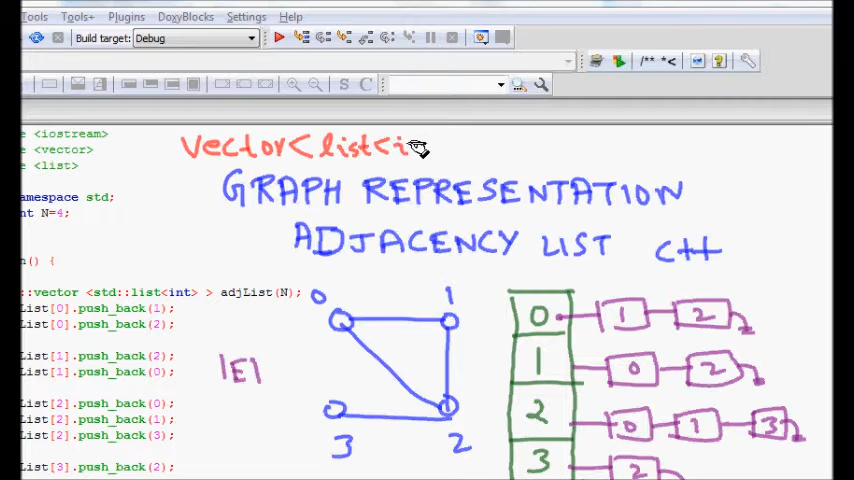 Tools Tools+ Plugins DoxyBlocks Settings Help
Build target: Debug
/** *<
S C
<iostream>
<vector>
<list>
vector<list<i
GRAPH REPRESENTATION
ADJACENCY LIST C++
namespace std;
nt N=4;
n() {
::vector <std::list<int> > adjList(N);
List[0].push_back(1);
List[0].push_back(2);
List[1].push_back(2);
List[1].push_back(0);
List[2].push_back(0);
List[2].push_back(1);
List[2].push_back(3);
List[3].push_back(2);
|E|
0 1
3 2
0 1 2
1 0 2
2 0 1 3
3 2